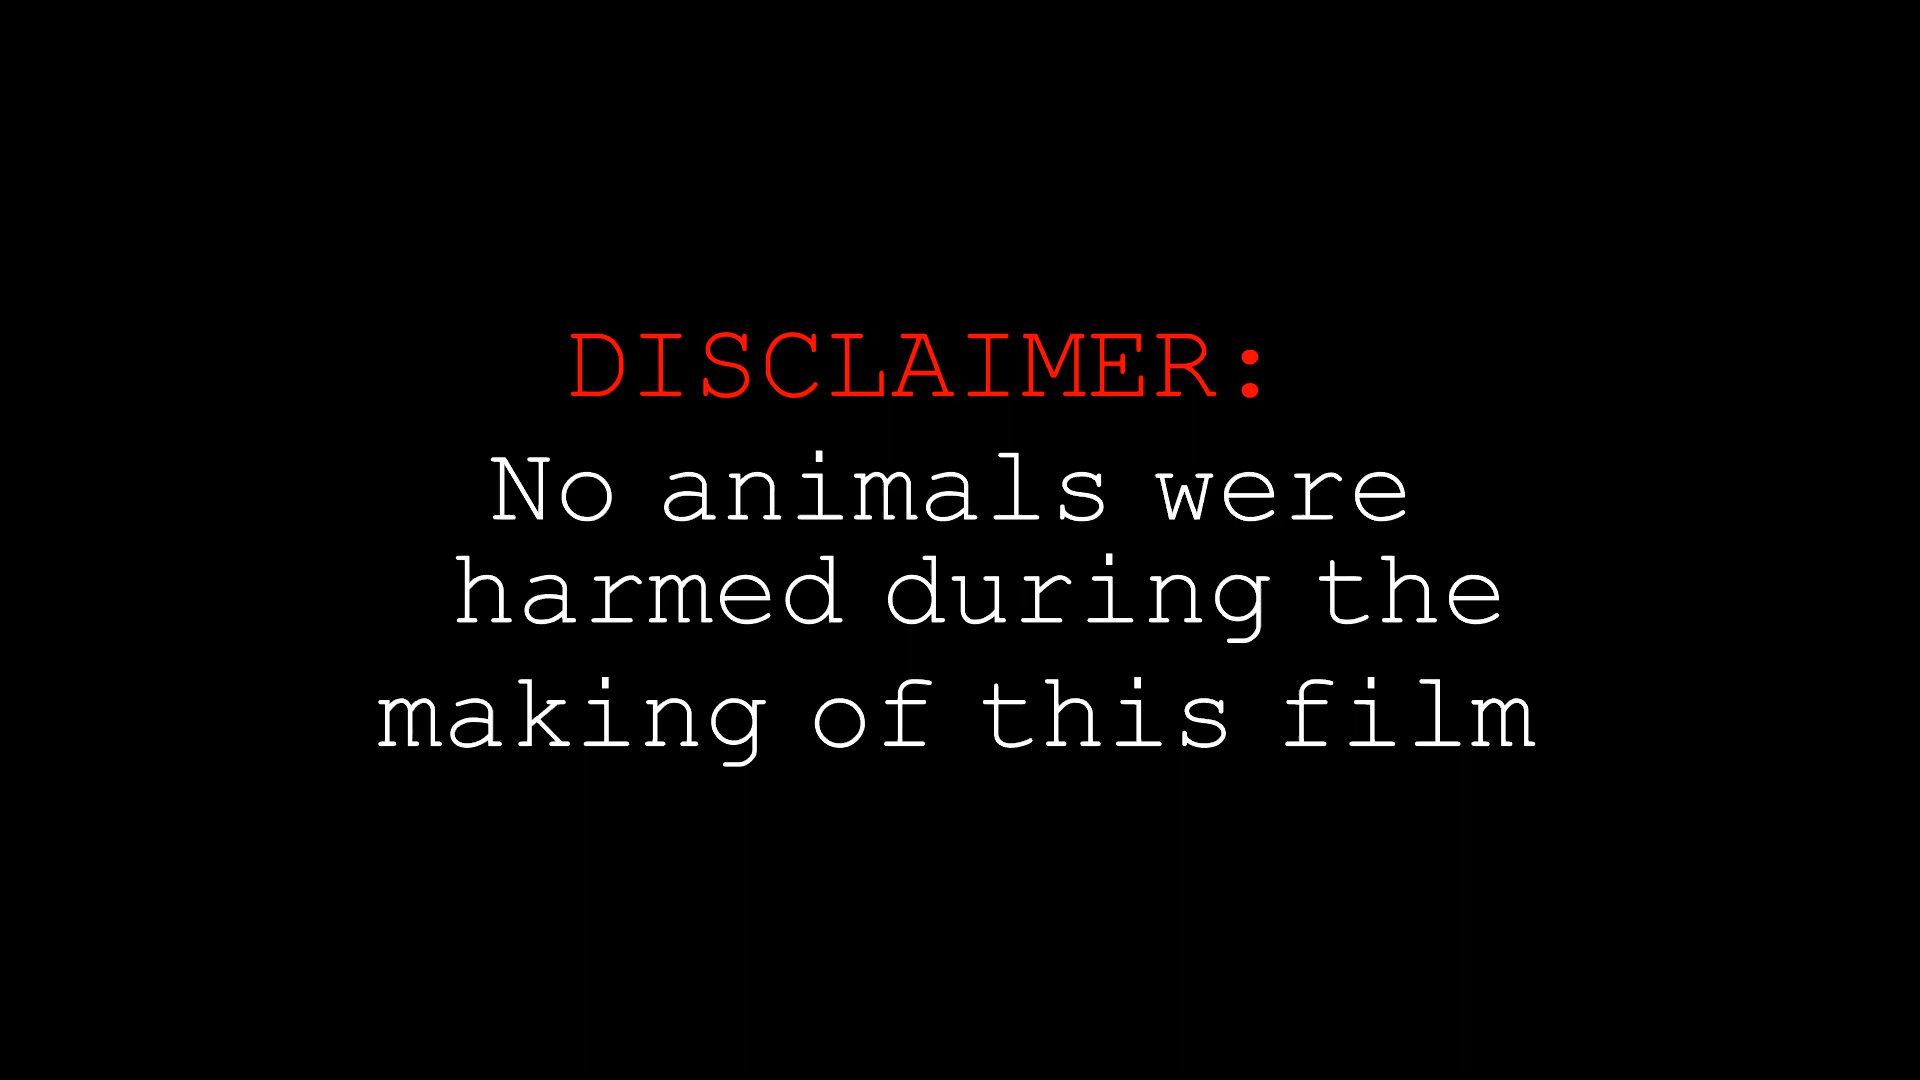 DISCLAIMER:
No animals were
harmed during the
making of this film